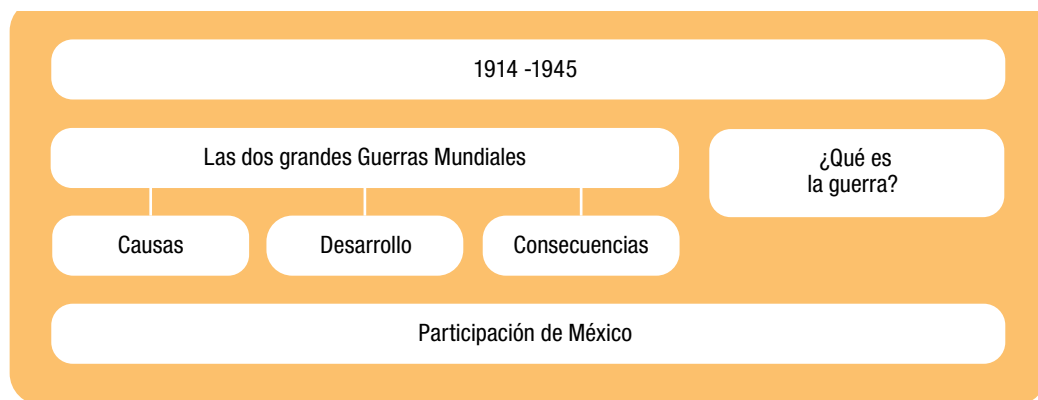 1914 -1945
Las dos grandes Guerras Mundiales
¿Qué es
la guerra?
Causas
Desarrollo
Consecuencias
Participación de México